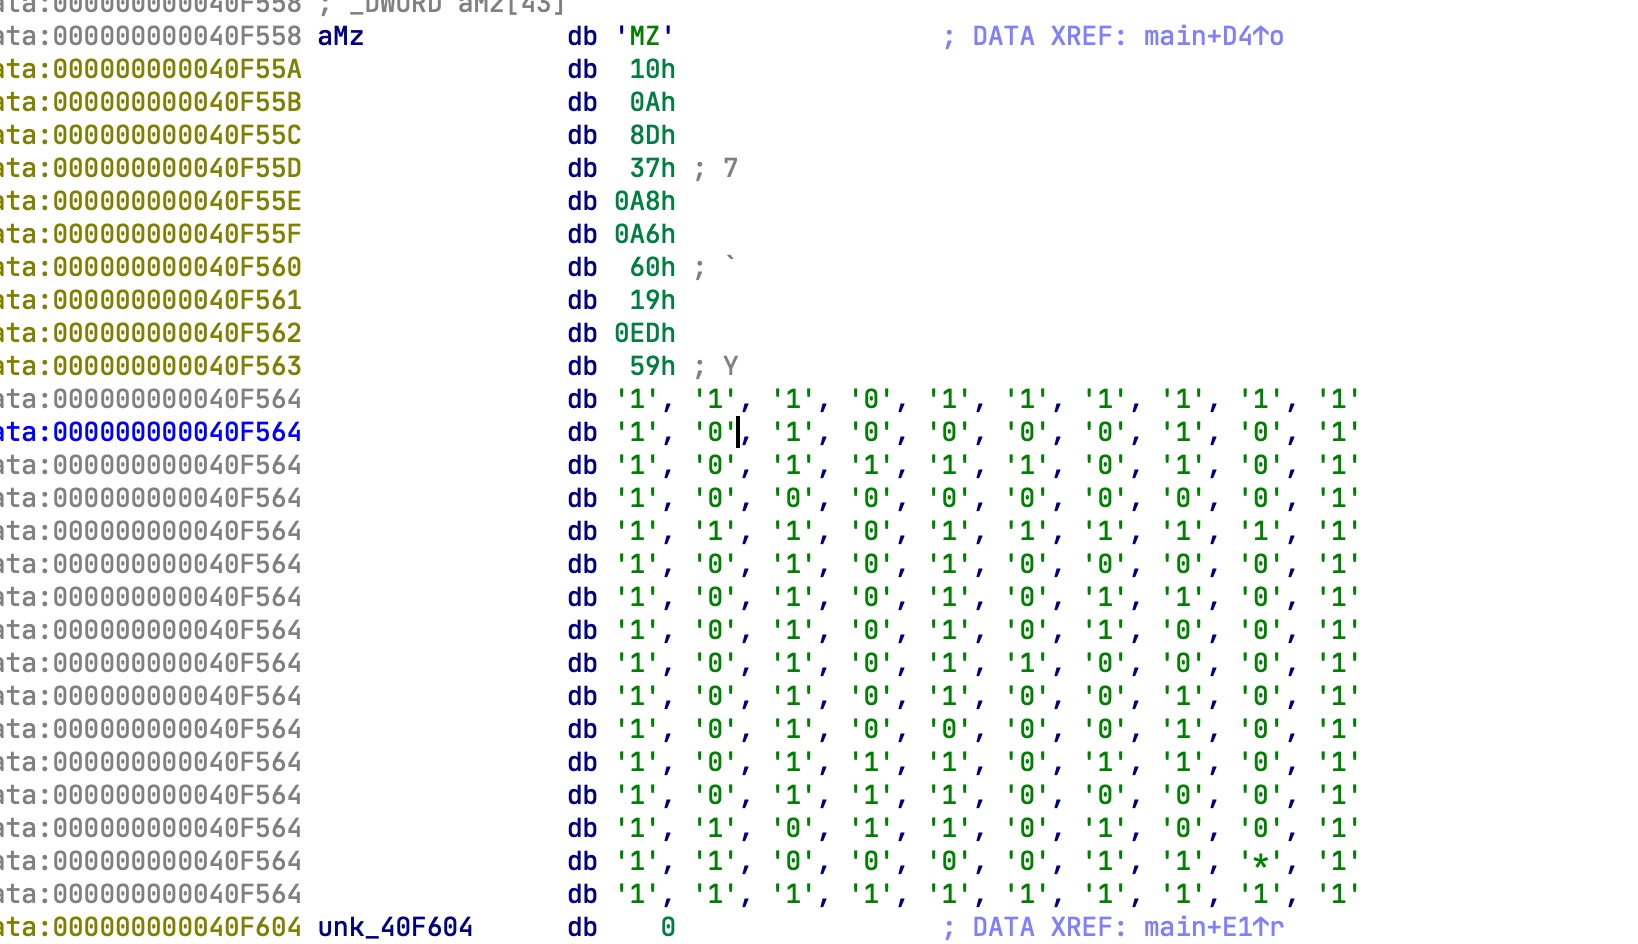 ata:000000000040F558 ; _DWORD aMz[43]
ata:000000000040F558 aMz db 'MZ' ; DATA XREF: main+D4↑o
ata:000000000040F55A db 10h
ata:000000000040F55B db 0Ah
ata:000000000040F55C db 8Dh
ata:000000000040F55D db 37h ; 7
ata:000000000040F55E db 0A8h
ata:000000000040F55F db 0A6h
ata:000000000040F560 db 60h ; `
ata:000000000040F561 db 19h
ata:000000000040F562 db 0EDh
ata:000000000040F563 db 59h ; Y
ata:000000000040F564 db '1', '1', '1', '0', '1', '1', '1', '1', '1', '1'
ata:000000000040F564 db '1', '0', '1', '0', '0', '0', '0', '1', '0', '1'
ata:000000000040F564 db '1', '0', '1', '1', '1', '1', '0', '1', '0', '1'
ata:000000000040F564 db '1', '0', '0', '0', '0', '0', '0', '0', '0', '1'
ata:000000000040F564 db '1', '1', '1', '0', '1', '1', '1', '1', '1', '1'
ata:000000000040F564 db '1', '0', '1', '0', '1', '0', '0', '0', '0', '1'
ata:000000000040F564 db '1', '0', '1', '0', '1', '0', '1', '1', '0', '1'
ata:000000000040F564 db '1', '0', '1', '0', '1', '0', '1', '0', '0', '1'
ata:000000000040F564 db '1', '0', '1', '0', '1', '1', '0', '0', '0', '1'
ata:000000000040F564 db '1', '0', '1', '0', '1', '0', '0', '1', '0', '1'
ata:000000000040F564 db '1', '0', '1', '0', '0', '0', '0', '1', '0', '1'
ata:000000000040F564 db '1', '0', '1', '1', '1', '0', '1', '1', '0', '1'
ata:000000000040F564 db '1', '0', '1', '1', '1', '0', '0', '0', '0', '1'
ata:000000000040F564 db '1', '1', '0', '1', '1', '0', '1', '0', '0', '1'
ata:000000000040F564 db '1', '1', '0', '0', '0', '0', '1', '1', '*', '1'
ata:000000000040F564 db '1', '1', '1', '1', '1', '1', '1', '1', '1', '1'
ata:000000000040F604 unk_40F604 db 0 ; DATA XREF: main+E1↑r